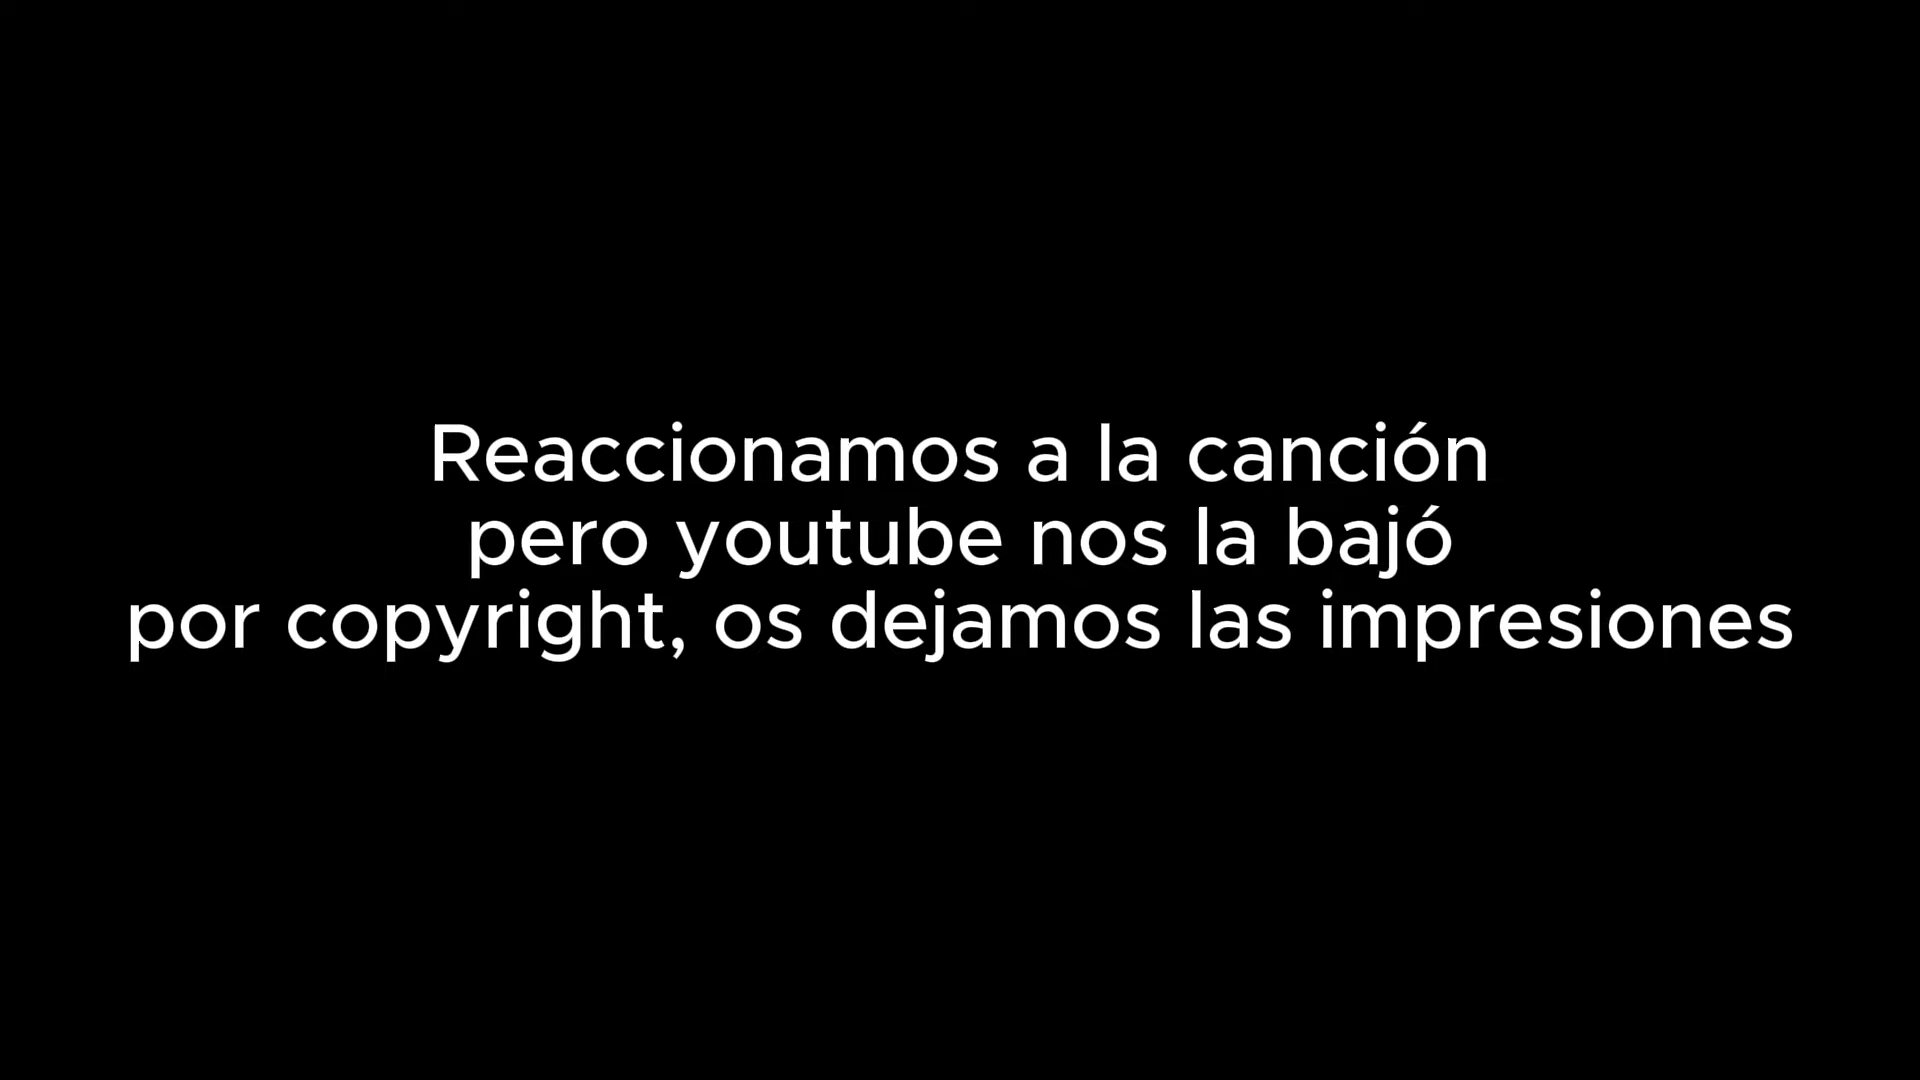 Reaccionamos a la canción
pero youtube nos la bajó
por copyright, os dejamos las impresiones